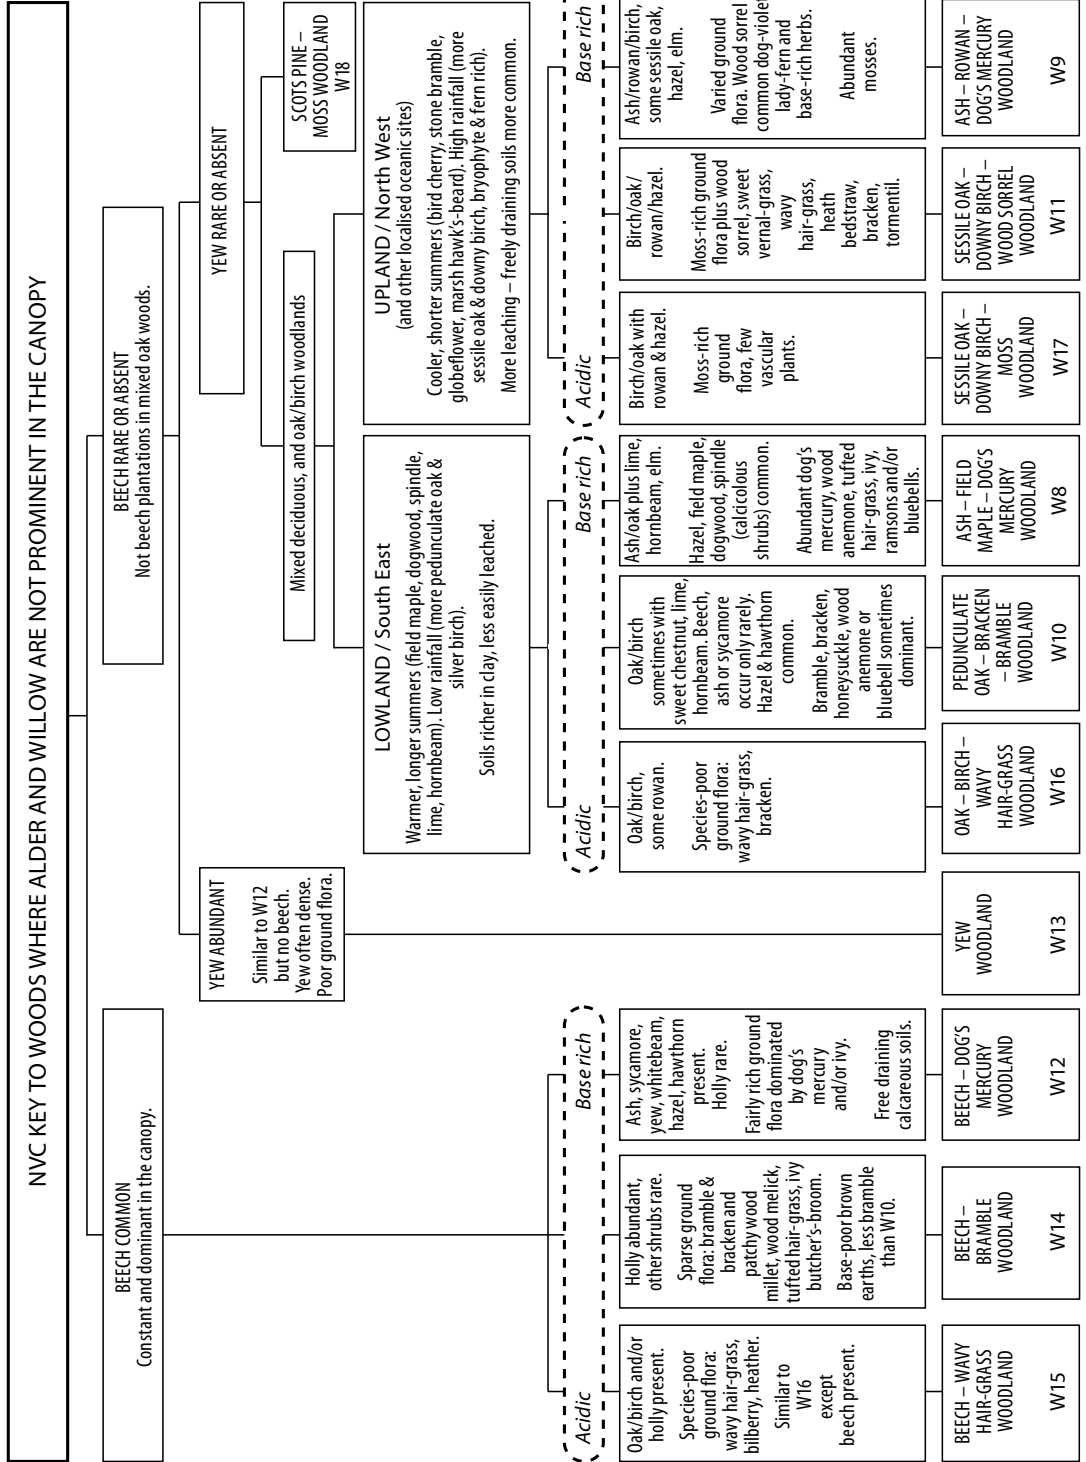 NVC KEY TO WOODS WHERE ALDER AND WILLOW ARE NOT PROMINENT IN THE CANOPY
BEECH COMMON
Constant and dominant in the canopy.
BEECH RARE OR ABSENT
Not beech plantations in mixed oak woods.
YEW ABUNDANT
Similar to W12
but no beech.
Yew often dense.
Poor ground flora.
YEW RARE OR ABSENT
Mixed deciduous, and oak/birch woodlands
SCOTS PINE –
MOSS WOODLAND
W18
LOWLAND / South East
Warmer, longer summers (field maple, dogwood, spindle,
lime, hornbeam). Low rainfall (more pedunculate oak &
silver birch).
Soils richer in clay, less easily leached.
UPLAND / North West
(and other localised oceanic sites)
Cooler, shorter summers (bird cherry, stone bramble,
globeflower, marsh hawk's-beard). High rainfall (more
sessile oak & downy birch, bryophyte & fern rich).
More leaching – freely draining soils more common.
Acidic
Base rich
Acidic
Base rich
Acidic
Base rich
Oak/birch and/or
holly present.
Species-poor
ground flora:
wavy hair-grass,
bilberry, heather.
Similar to
W16
except
beech present.
Holly abundant,
other shrubs rare.
Sparse ground
flora: bramble &
bracken and
patchy wood
millet, wood melick,
tufted hair-grass, ivy
butcher's-broom.
Base-poor brown
earths, less bramble
than W10.
Ash, sycamore,
yew, whitebeam,
hazel, hawthorn
present.
Holly rare.
Fairly rich ground
flora dominated
by dog's
mercury
and/or ivy.
Free draining
calcareous soils.
Oak/birch,
some rowan.
Species-poor
ground flora:
wavy hair-grass,
bracken.
Oak/birch
sometimes with
sweet chestnut, lime,
hornbeam. Beech,
ash or sycamore
occur only rarely.
Hazel & hawthorn
common.
Bramble, bracken,
honeysuckle, wood
anemone or
bluebell sometimes
dominant.
Ash/oak plus lime,
hornbeam, elm.
Hazel, field maple,
dogwood, spindle
(calcicolous
shrubs) common.
Abundant dog's
mercury, wood
anemone, tufted
hair-grass, ivy,
ramsons and/or
bluebells.
Birch/oak with
rowan & hazel.
Moss-rich
ground
flora, few
vascular
plants.
Birch/oak/
rowan/hazel.
Moss-rich ground
flora plus wood
sorrel, sweet
vernal-grass,
wavy
hair-grass,
heath
bedstraw,
bracken,
tormentil.
Ash/rowan/birch,
some sessile oak,
hazel, elm.
Varied ground
flora. Wood sorrel
common dog-violet
lady-fern and
base-rich herbs.
Abundant
mosses.
BEECH – WAVY
HAIR-GRASS
WOODLAND
W15
BEECH –
BRAMBLE
WOODLAND
W14
BEECH – DOG'S
MERCURY
WOODLAND
W12
YEW
WOODLAND
W13
OAK – BIRCH –
WAVY
HAIR-GRASS
WOODLAND
W16
PEDUNCULATE
OAK – BRACKEN
– BRAMBLE
WOODLAND
W10
ASH – FIELD
MAPLE – DOG'S
MERCURY
WOODLAND
W8
SESSILE OAK –
DOWNY BIRCH –
MOSS
WOODLAND
W17
SESSILE OAK –
DOWNY BIRCH –
WOOD SORREL
WOODLAND
W11
ASH – ROWAN –
DOG'S MERCURY
WOODLAND
W9